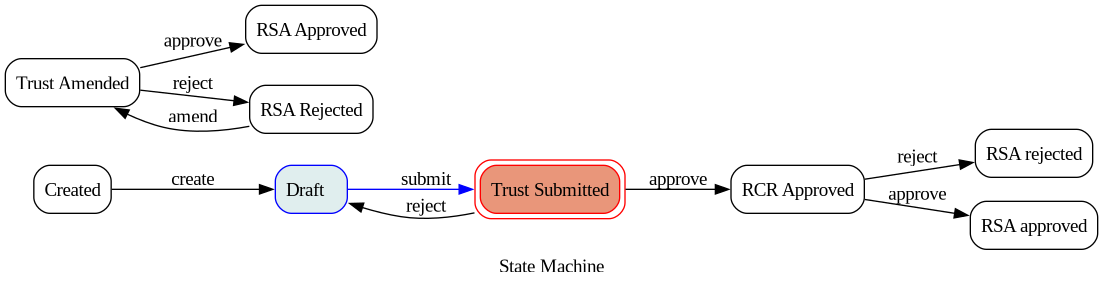 RSA Approved
approve
Trust Amended
reject
RSA Rejected
amend
Created
create
Draft
submit
reject
Trust Submitted
approve
RCR Approved
reject
RSA rejected
approve
RSA approved
State Machine